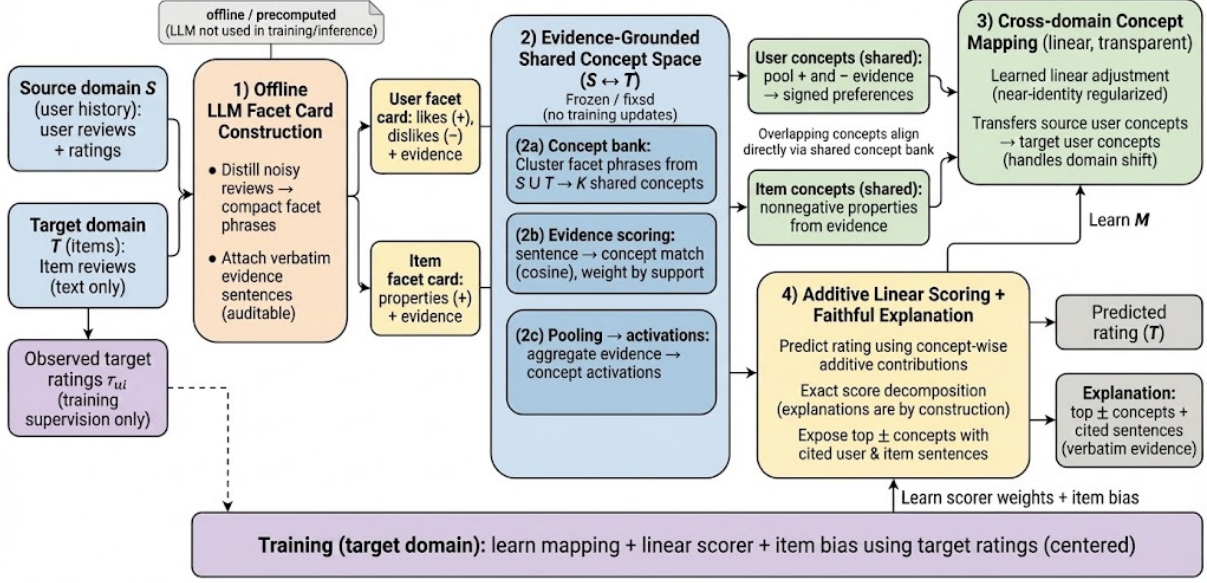 offline / precomputed
(LLM not used in training/inference)
Source domain S
(user history):
user reviews
+ ratings
Target domain
T (items):
Item reviews
(text only)
Observed target
ratings τui
(training
supervision only)
1) Offline
LLM Facet Card
Construction
• Distill noisy
reviews →
compact facet
phrases
• Attach verbatim
evidence
sentences
(auditable)
User facet
card: likes (+),
dislikes (−)
+ evidence
Item
facet card:
properties (+)
+ evidence
2) Evidence-Grounded
Shared Concept Space
(S ↔ T)
Frozen / fixsd
(no training updates)
(2a) Concept bank:
Cluster facet phrases from
S U T → K shared concepts
(2b) Evidence scoring:
sentence → concept match
(cosine), weight by support
(2c) Pooling → activations:
aggregate evidence →
concept activations
User concepts (shared):
pool + and − evidence
→ signed preferences
Overlapping concepts align
directly via shared concept bank
Item concepts (shared):
nonnegative properties
from evidence
3) Cross-domain Concept
Mapping (linear, transparent)
Learned linear adjustment
(near-identity regularized)
Transfers source user concepts
→ target user concepts
(handles domain shift)
Learn M
4) Additive Linear Scoring +
Faithful Explanation
Predict rating using concept-wise
additive contributions
Exact score decomposition
(explanations are by construction)
Expose top ± concepts with
cited user & item sentences
Predicted
rating (T)
Explanation:
top ± concepts +
cited sentences
(verbatim evidence)
Learn scorer weights + item bias
Training (target domain): learn mapping + linear scorer + item bias using target ratings (centered)